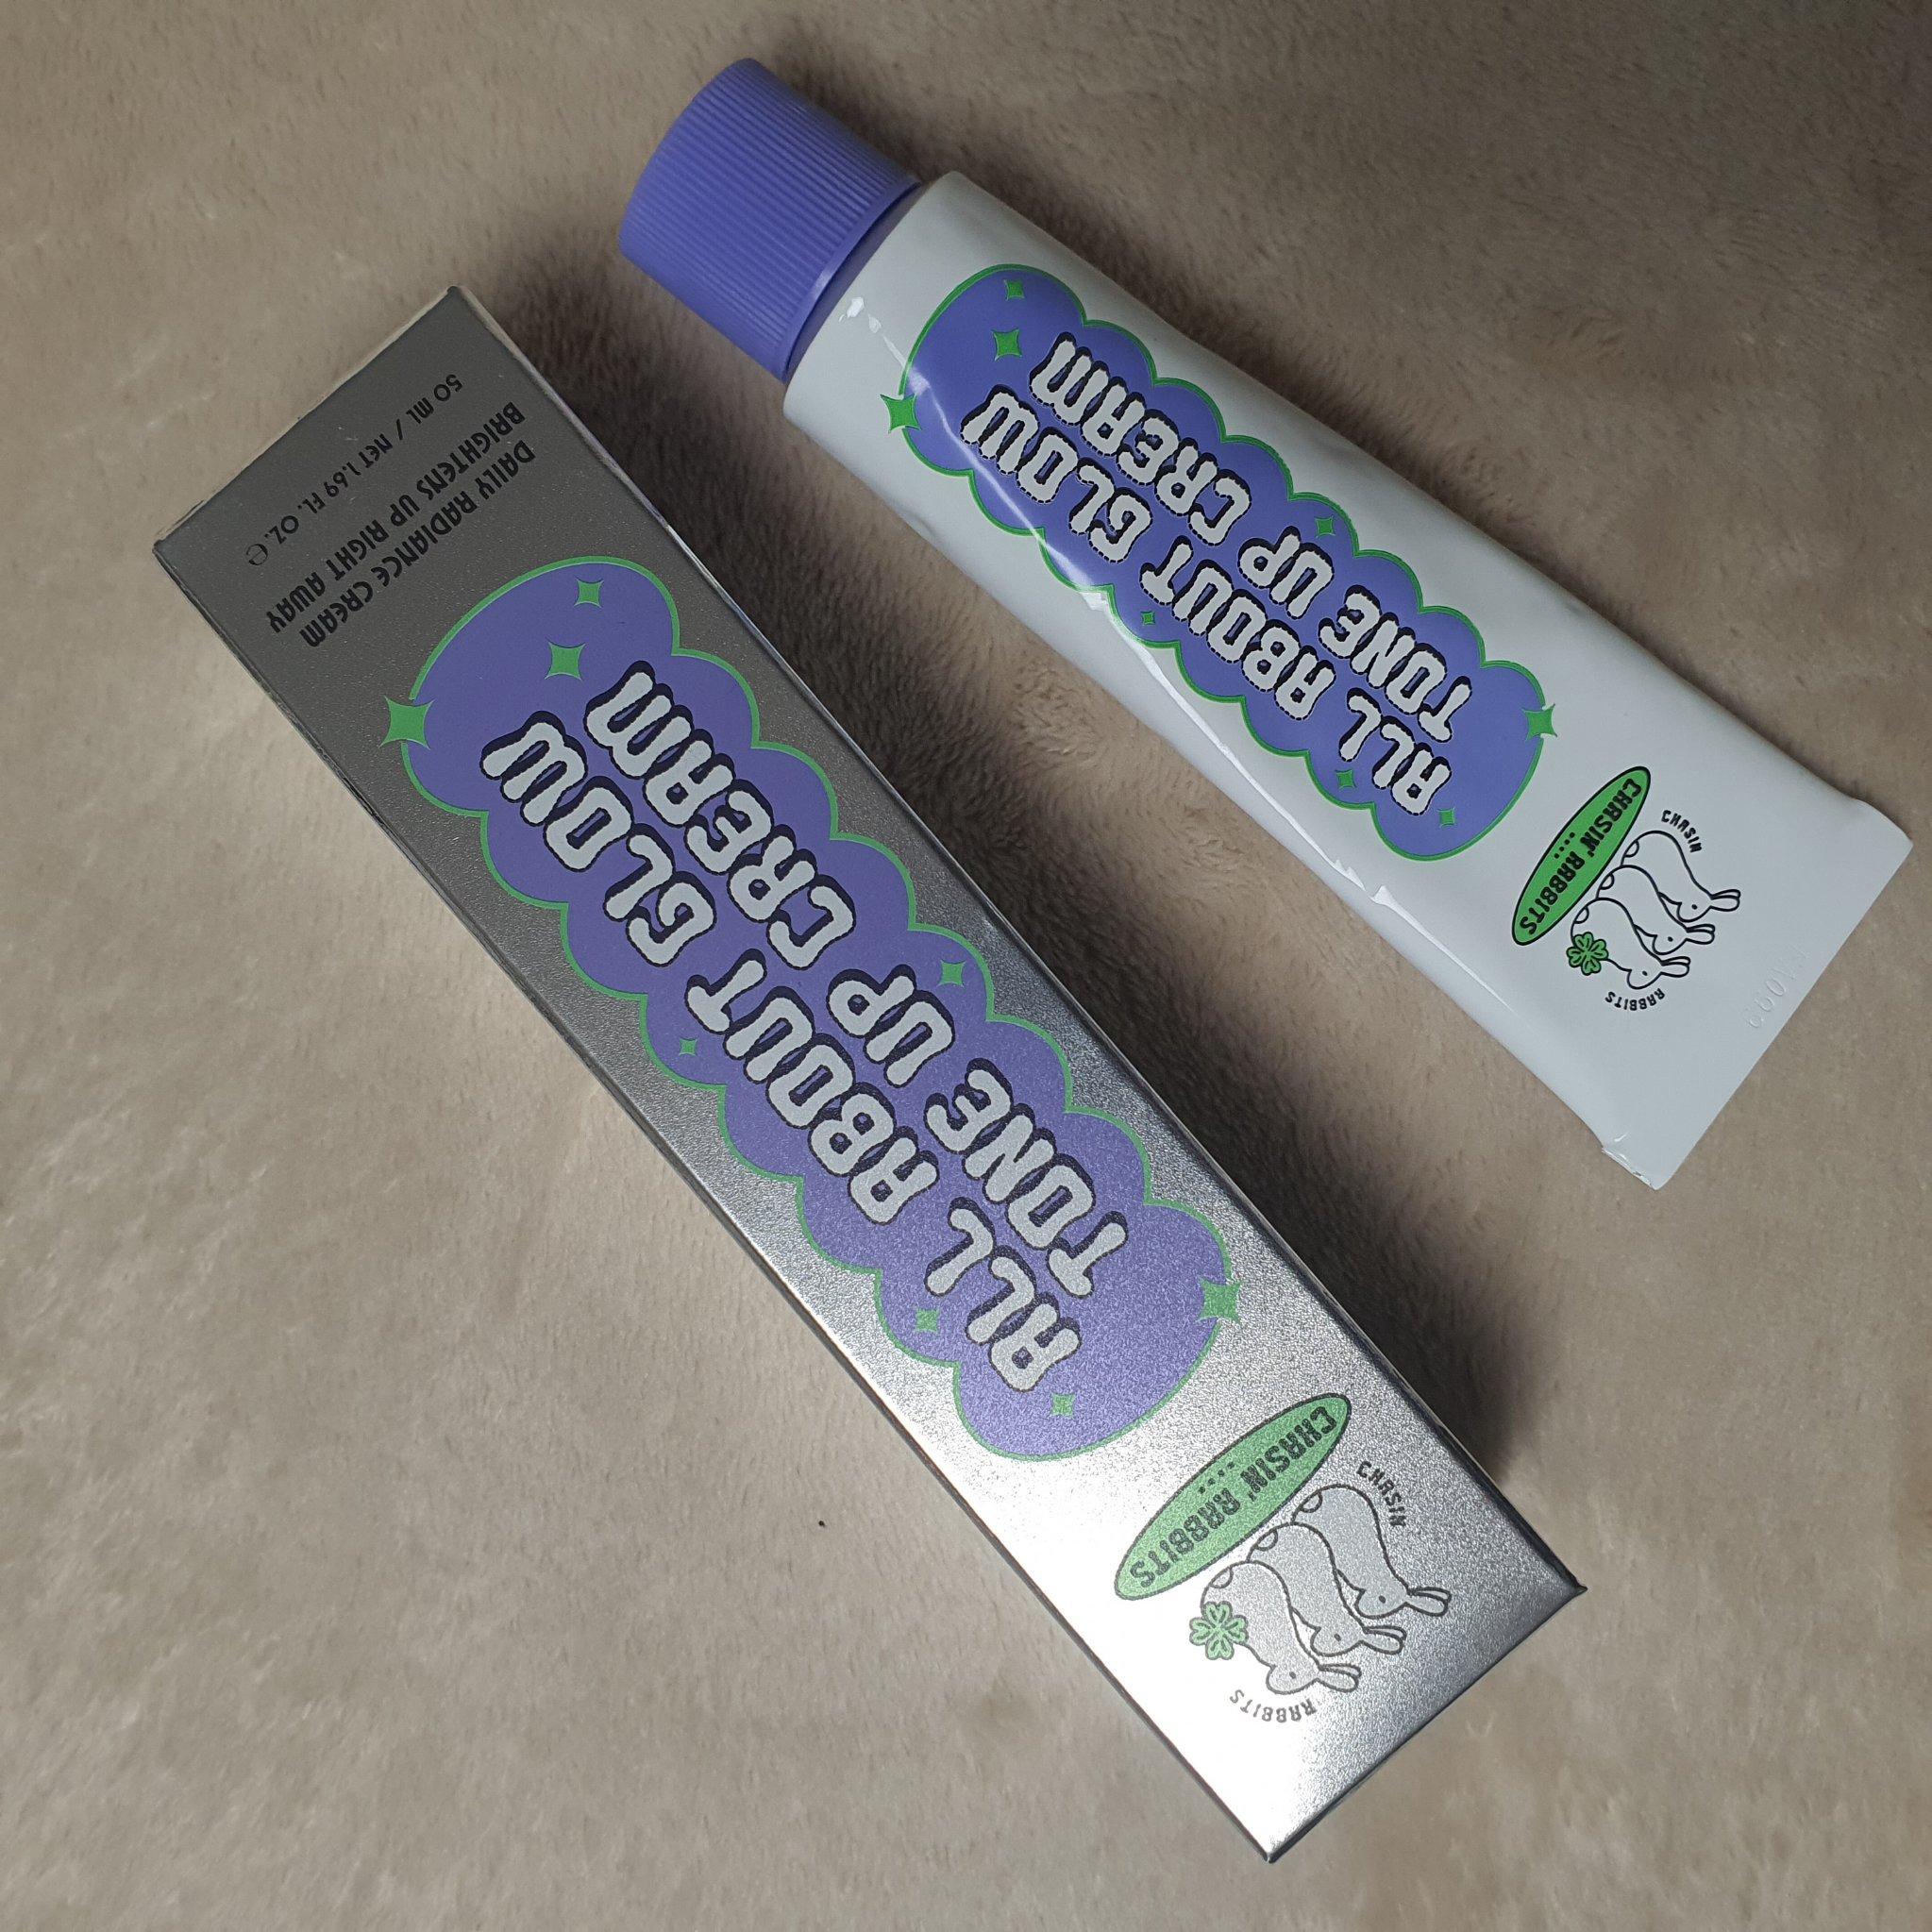 CHASIN
RABBITS
CHASIN' RABBITS
ALL ABOUT GLOW
TONE UP CREAM
DAILY RADIANCE CREAM
BRIGHTENS UP RIGHT AWAY
50 ML / NET 1.69 FL. OZ. ℮
CHASIN
RABBITS
CHASIN' RABBITS
ALL ABOUT GLOW
TONE UP CREAM